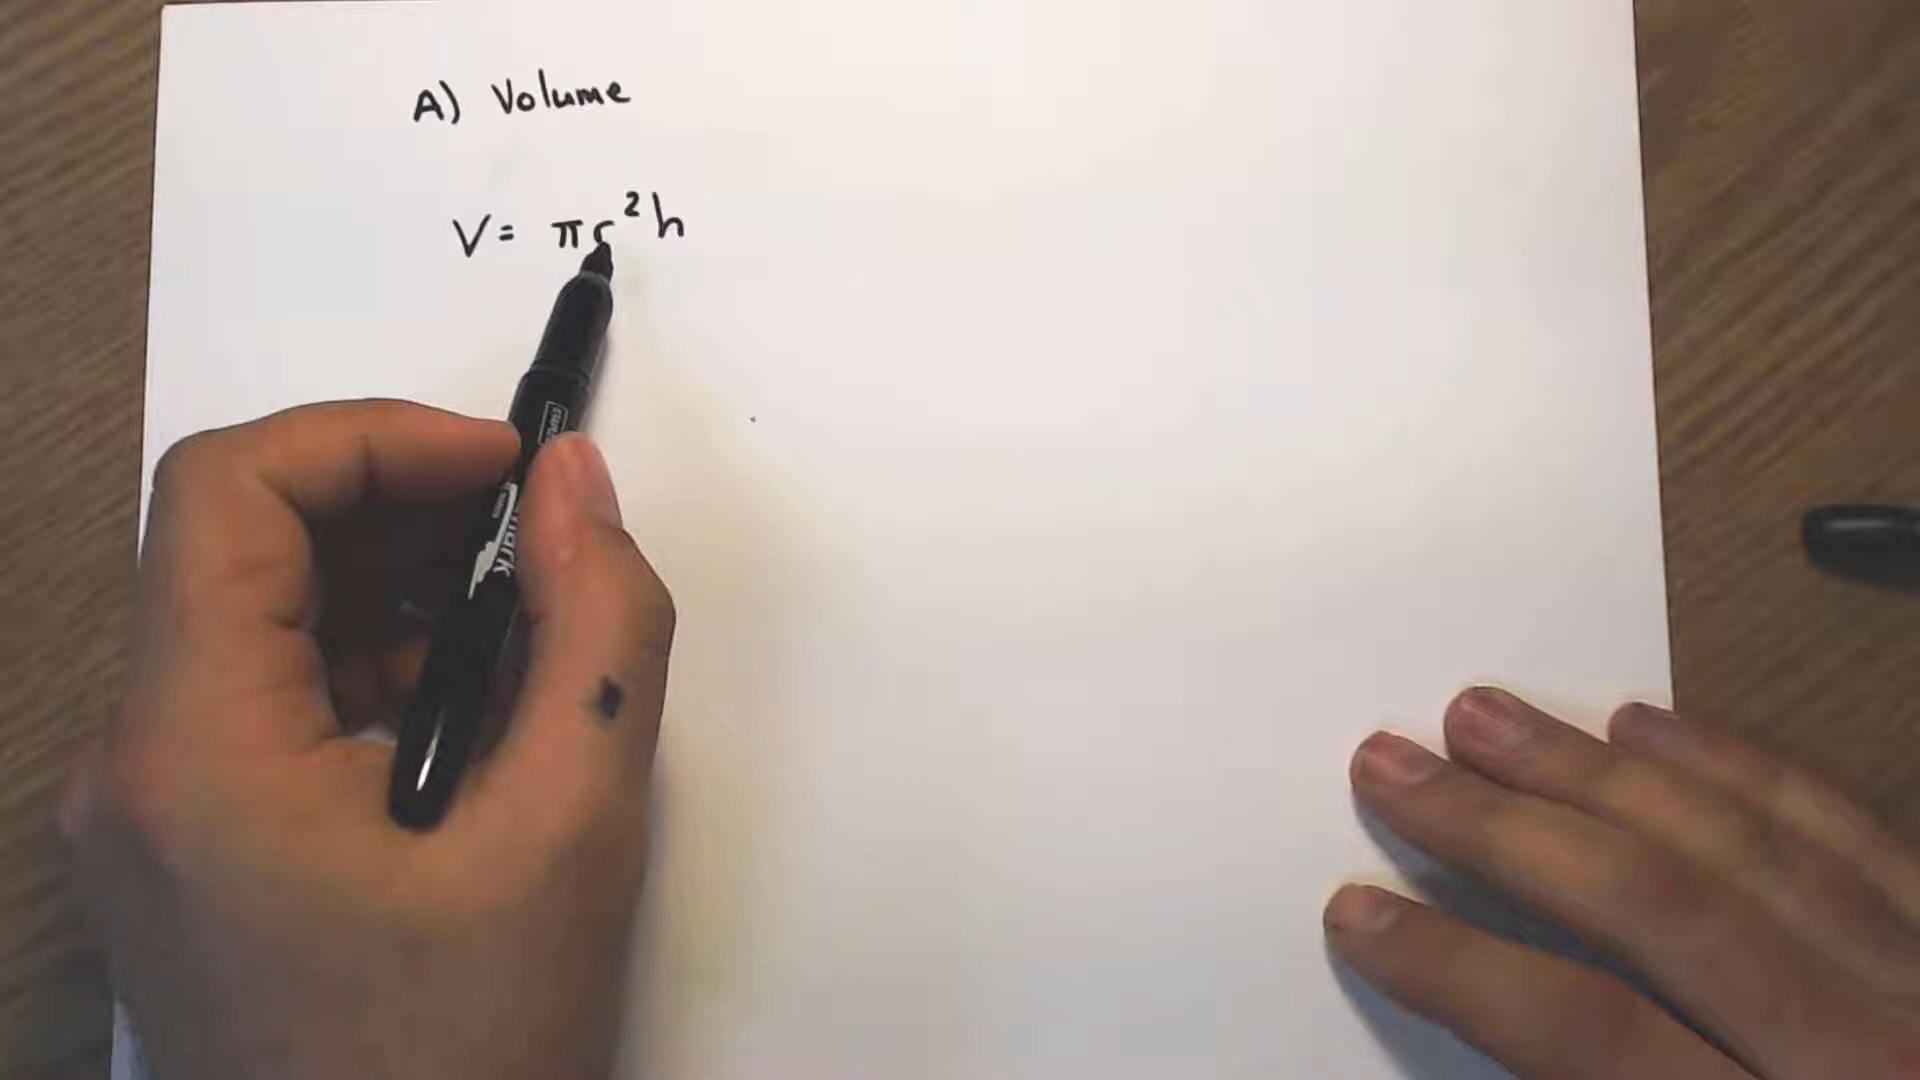 A) Volume
V = πr²h